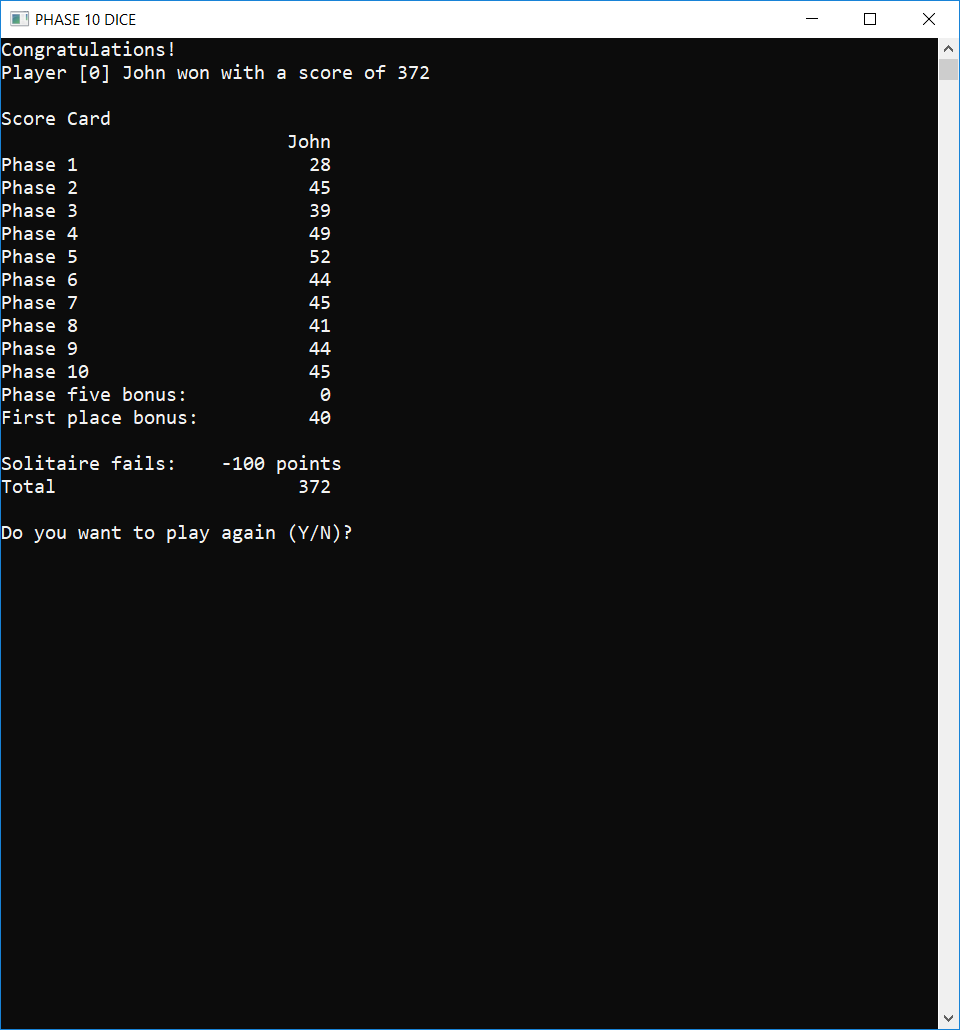 PHASE 10 DICE
Congratulations!
Player [0] John won with a score of 372
Score Card
John
Phase 1 28
Phase 2 45
Phase 3 39
Phase 4 49
Phase 5 52
Phase 6 44
Phase 7 45
Phase 8 41
Phase 9 44
Phase 10 45
Phase five bonus: 0
First place bonus: 40
Solitaire fails: -100 points
Total 372
Do you want to play again (Y/N)?